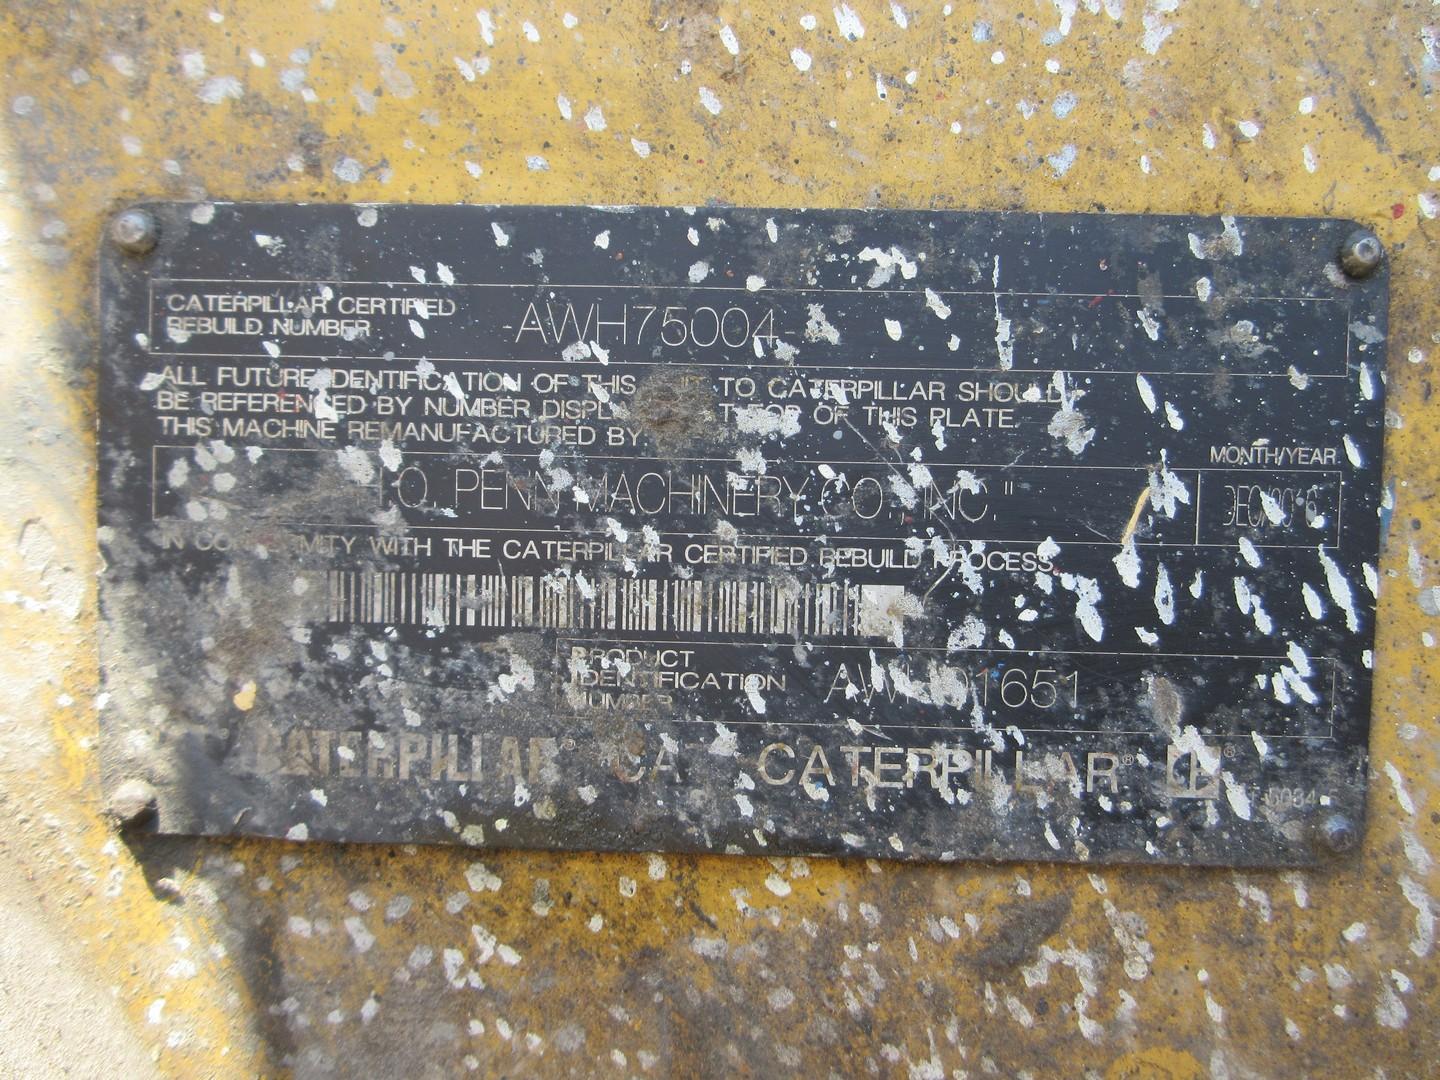 CATERPILLAR CERTIFIED
REBUILD NUMBER
AWH75004
ALL FUTURE IDENTIFICATION OF THIS TO CATERPILLAR SHOULD
BE REFERENCED BY NUMBER OF THIS PLATE.
THIS MACHINE REMANUFACTURED BY:
H.O. PENN MACHINERY CO., INC."
MONTH/YEAR
IN CONFORMITY WITH THE CATERPILLAR CERTIFIED REBUILD PROCESS.
PRODUCT
IDENTIFICATION
NUMBER
AWH01651
CATERPILLAR® CAT CATERPILLAR®